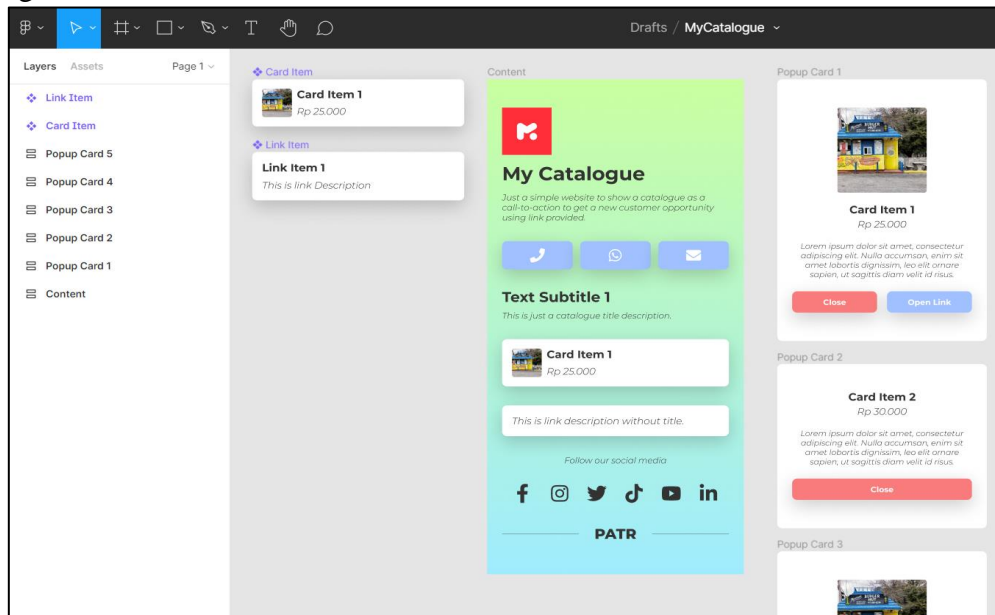 Drafts / MyCatalogue
Layers Assets Page 1
Link Item
Card Item
Popup Card 5
Popup Card 4
Popup Card 3
Popup Card 2
Popup Card 1
Content
Card Item
Card Item 1
Rp 25.000
Link Item
Link Item 1
This is link Description
Content
My Catalogue
Just a simple website to show a catalogue as a
call-to-action to get a new customer opportunity
using link provided.
Text Subtitle 1
This is just a catalogue title description.
Card Item 1
Rp 25.000
This is link description without title.
Follow our social media
PATR
Popup Card 1
Card Item 1
Rp 25.000
Lorem ipsum dolor sit amet, consectetur
adipiscing elit. Nulla accumsan, enim sit
amet lobortis dignissim, leo elit ornare
sapien, ut sagittis diam velit id risus.
Close Open Link
Popup Card 2
Card Item 2
Rp 30.000
Lorem ipsum dolor sit amet, consectetur
adipiscing elit. Nulla accumsan, enim sit
amet lobortis dignissim, leo elit ornare
sapien, ut sagittis diam velit id risus.
Close
Popup Card 3